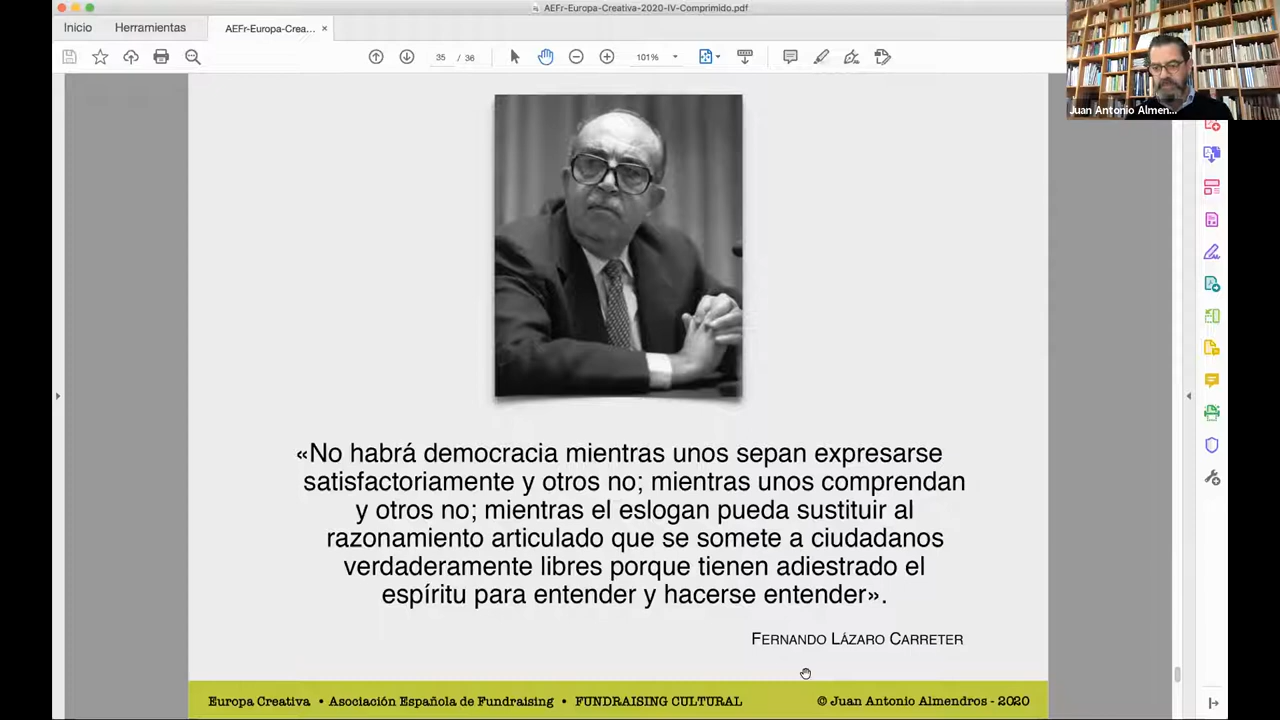 AEFr-Europa-Creativa-2020-IV-Comprimido.pdf
Inicio Herramientas AEFr-Europa-Crea... ×
35 / 36 101%
Juan Antonio Almen...
«No habrá democracia mientras unos sepan expresarse
satisfactoriamente y otros no; mientras unos comprendan
y otros no; mientras el eslogan pueda sustituir al
razonamiento articulado que se somete a ciudadanos
verdaderamente libres porque tienen adiestrado el
espíritu para entender y hacerse entender».
FERNANDO LÁZARO CARRETER
Europa Creativa • Asociación Española de Fundraising • FUNDRAISING CULTURAL © Juan Antonio Almendros - 2020